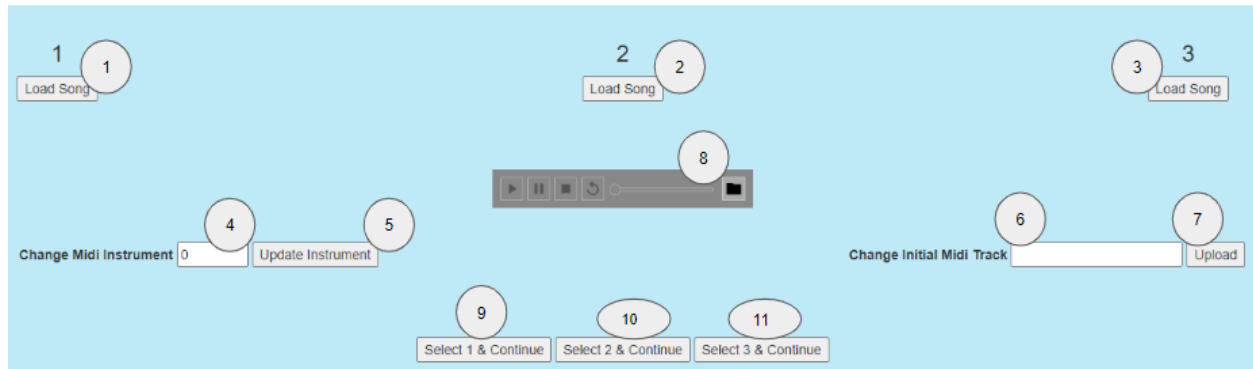 1 1 2 2 3 3
Load Song Load Song Load Song
8
4 5 6 7
Change Midi Instrument 0 Update Instrument Change Initial Midi Track Upload
9 10 11
Select 1 & Continue Select 2 & Continue Select 3 & Continue